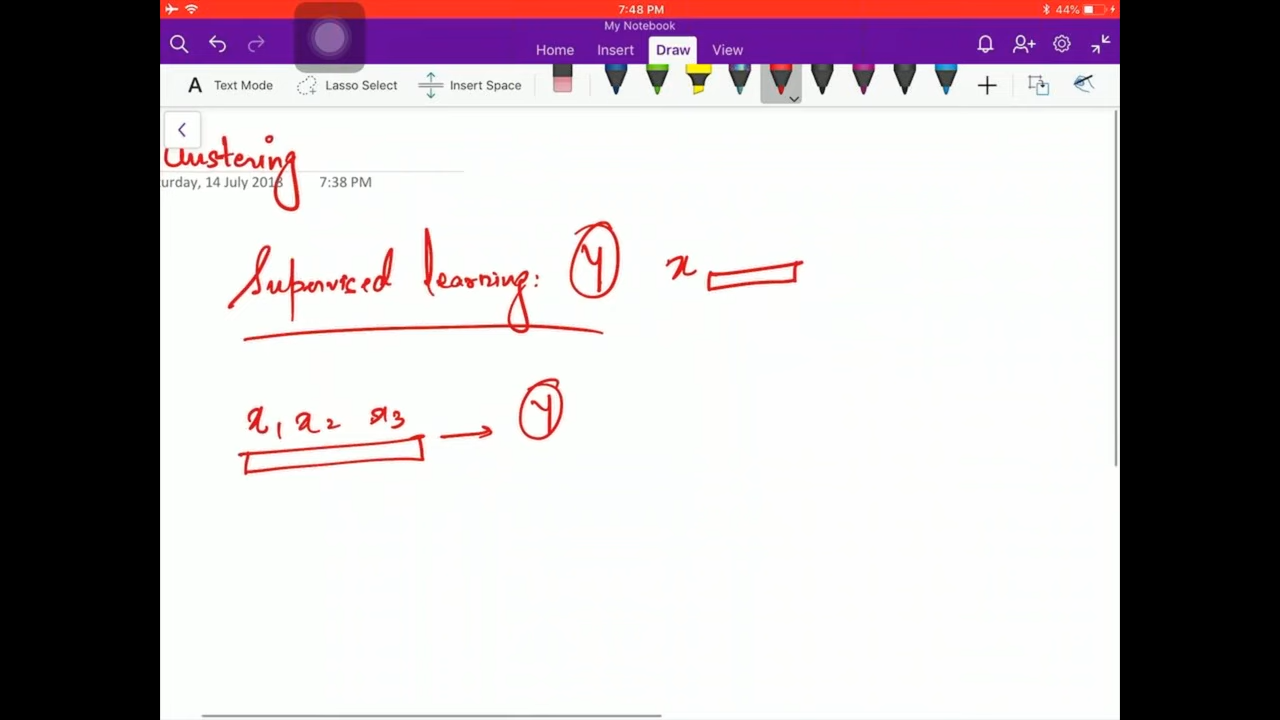 7:48 PM
44%
My Notebook
Home Insert Draw View
A Text Mode Lasso Select Insert Space
Clustering
urday, 14 July 2018 7:38 PM
Supervised learning: Y x
x1 x2 x3 → Y